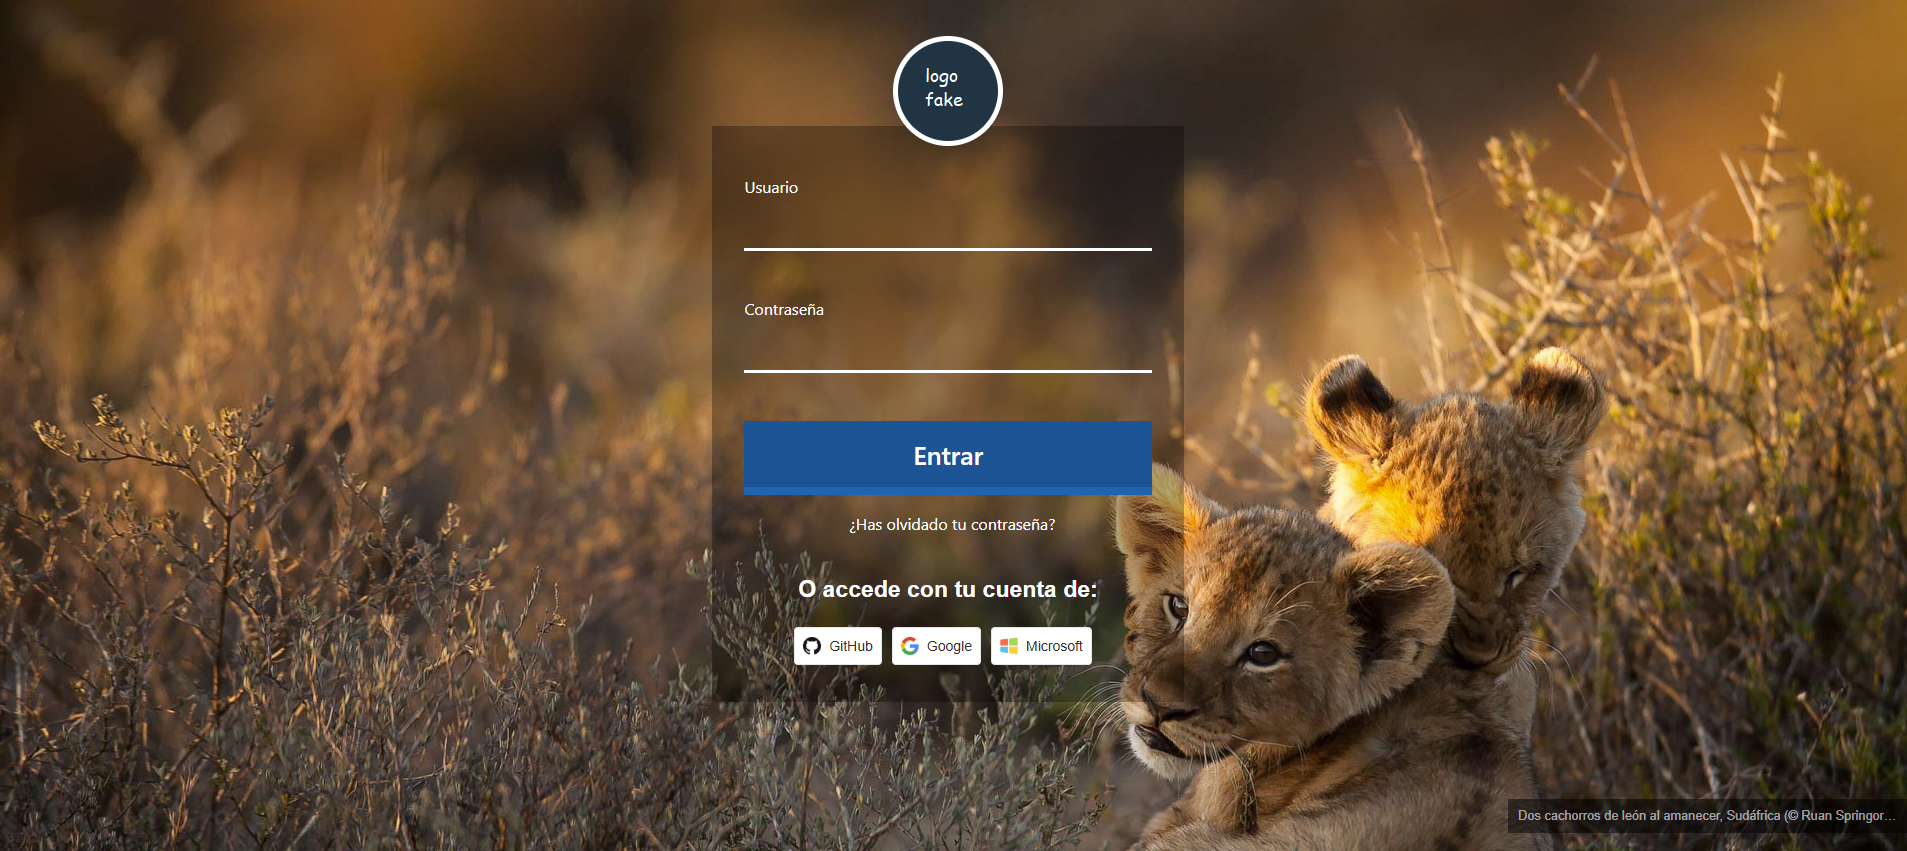 logo
fake
Usuario
Contraseña
Entrar
¿Has olvidado tu contraseña?
O accede con tu cuenta de:
GitHub Google Microsoft
Dos cachorros de león al amanecer, Sudáfrica (© Ruan Springor...